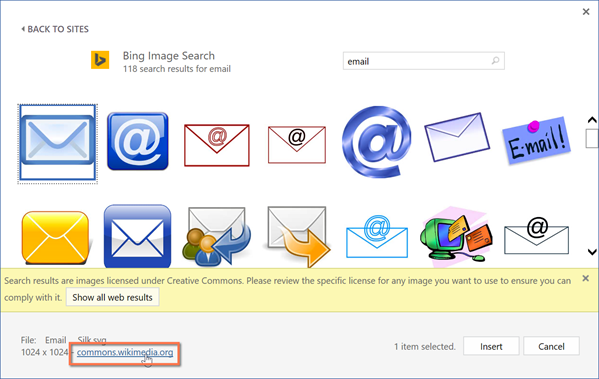 BACK TO SITES
Bing Image Search
118 search results for email
email
E-mail!
Search results are images licensed under Creative Commons. Please review the specific license for any image you want to use to ensure you can
comply with it. Show all web results
File: Email Silk.svg
1024 x 1024 - commons.wikimedia.org
1 item selected. Insert Cancel